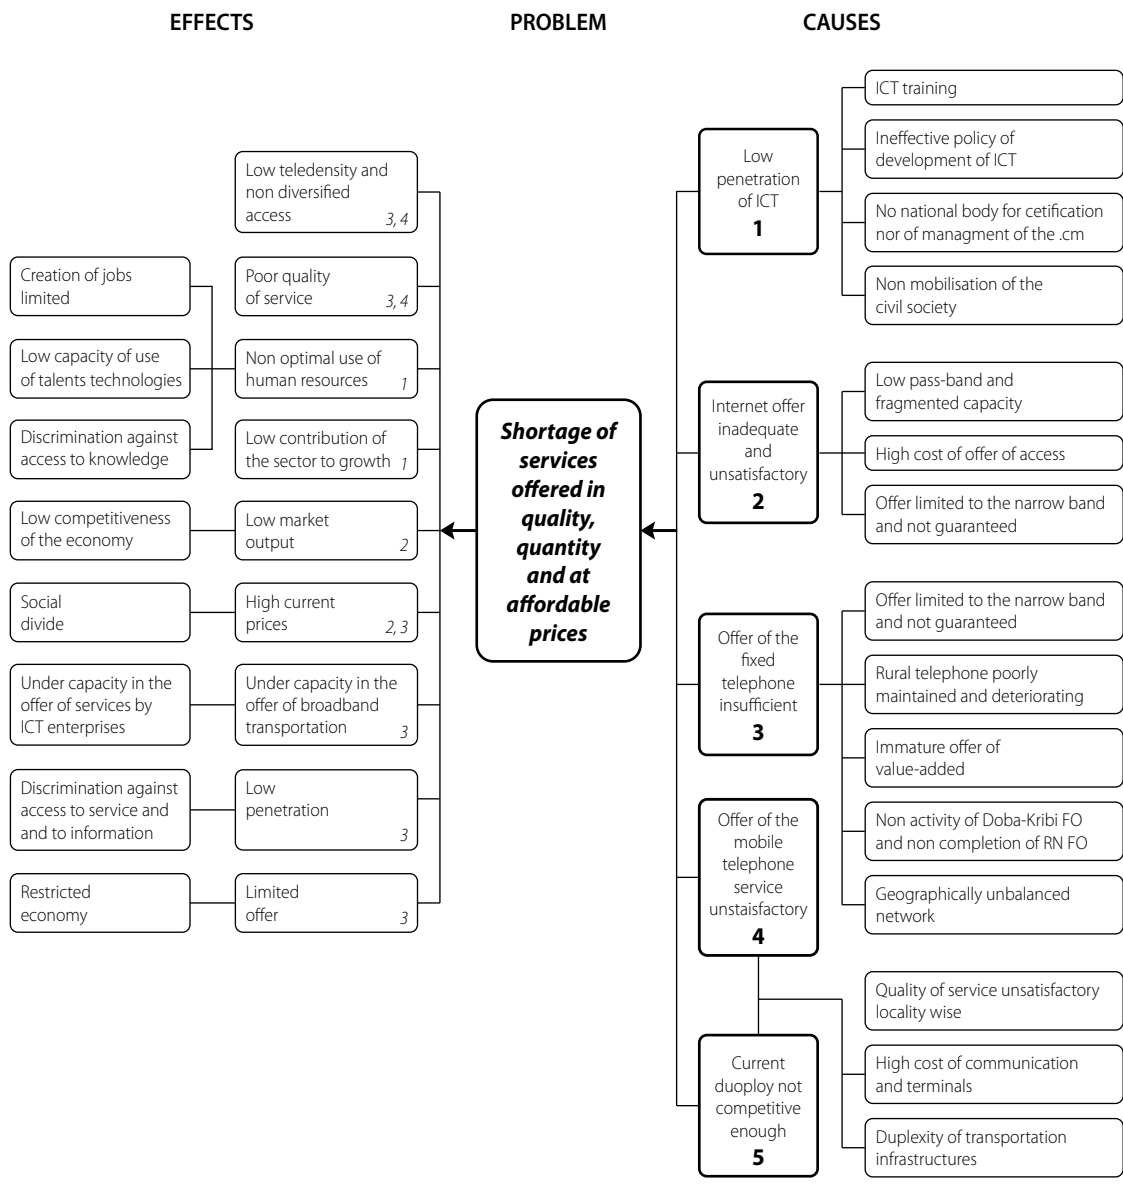 EFFECTS
PROBLEM
CAUSES
Low teledensity and
non diversified
access
3, 4
Creation of jobs
limited
Poor quality
of service
3, 4
Low capacity of use
of talents technologies
Non optimal use of
human resources
1
Discrimination against
access to knowledge
Low contribution of
the sector to growth
1
Low competitiveness
of the economy
Low market
output
2
Social
divide
High current
prices
2, 3
Under capacity in the
offer of services by
ICT enterprises
Under capacity in the
offer of broadband
transportation
3
Discrimination against
access to service and
and to information
Low
penetration
3
Restricted
economy
Limited
offer
3
Shortage of
services
offered in
quality,
quantity
and at
affordable
prices
Low
penetration
of ICT
1
ICT training
Ineffective policy of
development of ICT
No national body for cetification
nor of managment of the .cm
Non mobilisation of the
civil society
Internet offer
inadequate
and
unsatisfactory
2
Low pass-band and
fragmented capacity
High cost of offer of access
Offer limited to the narrow band
and not guaranteed
Offer of the
fixed
telephone
insufficient
3
Offer limited to the narrow band
and not guaranteed
Rural telephone poorly
maintained and deteriorating
Immature offer of
value-added
Non activity of Doba-Kribi FO
and non completion of RN FO
Geographically unbalanced
network
Offer of the
mobile
telephone
service
unstaisfactory
4
Current
duoploy not
competitive
enough
5
Quality of service unsatisfactory
locality wise
High cost of communication
and terminals
Duplexity of transportation
infrastructures